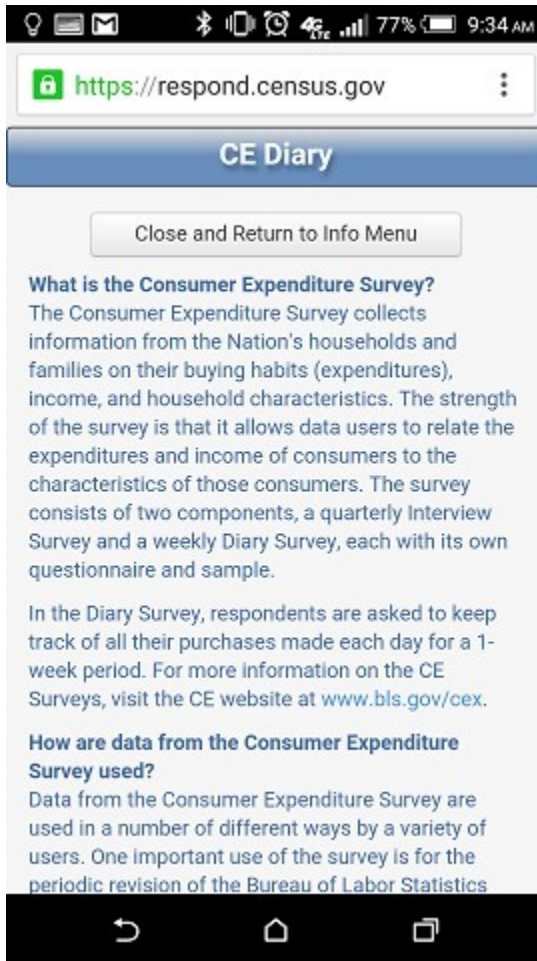 77% 9:34 AM
https://respond.census.gov
CE Diary
Close and Return to Info Menu
What is the Consumer Expenditure Survey?
The Consumer Expenditure Survey collects
information from the Nation's households and
families on their buying habits (expenditures),
income, and household characteristics. The strength
of the survey is that it allows data users to relate the
expenditures and income of consumers to the
characteristics of those consumers. The survey
consists of two components, a quarterly Interview
Survey and a weekly Diary Survey, each with its own
questionnaire and sample.
In the Diary Survey, respondents are asked to keep
track of all their purchases made each day for a 1-
week period. For more information on the CE
Surveys, visit the CE website at www.bls.gov/cex.
How are data from the Consumer Expenditure
Survey used?
Data from the Consumer Expenditure Survey are
used in a number of different ways by a variety of
users. One important use of the survey is for the
periodic revision of the Bureau of Labor Statistics